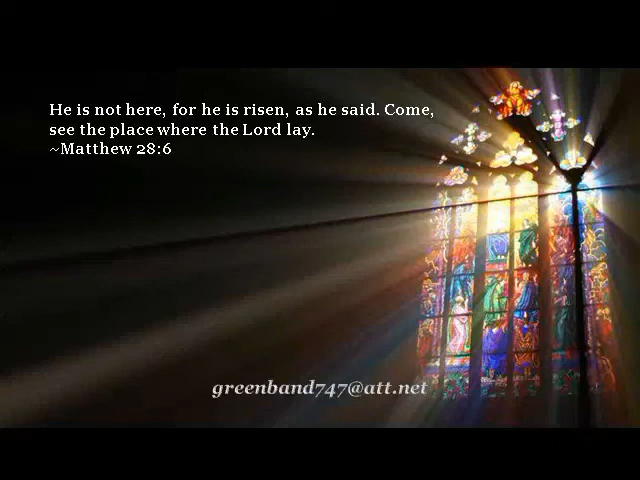 He is not here, for he is risen, as he said. Come,
see the place where the Lord lay.
~Matthew 28:6
greenband747@att.net